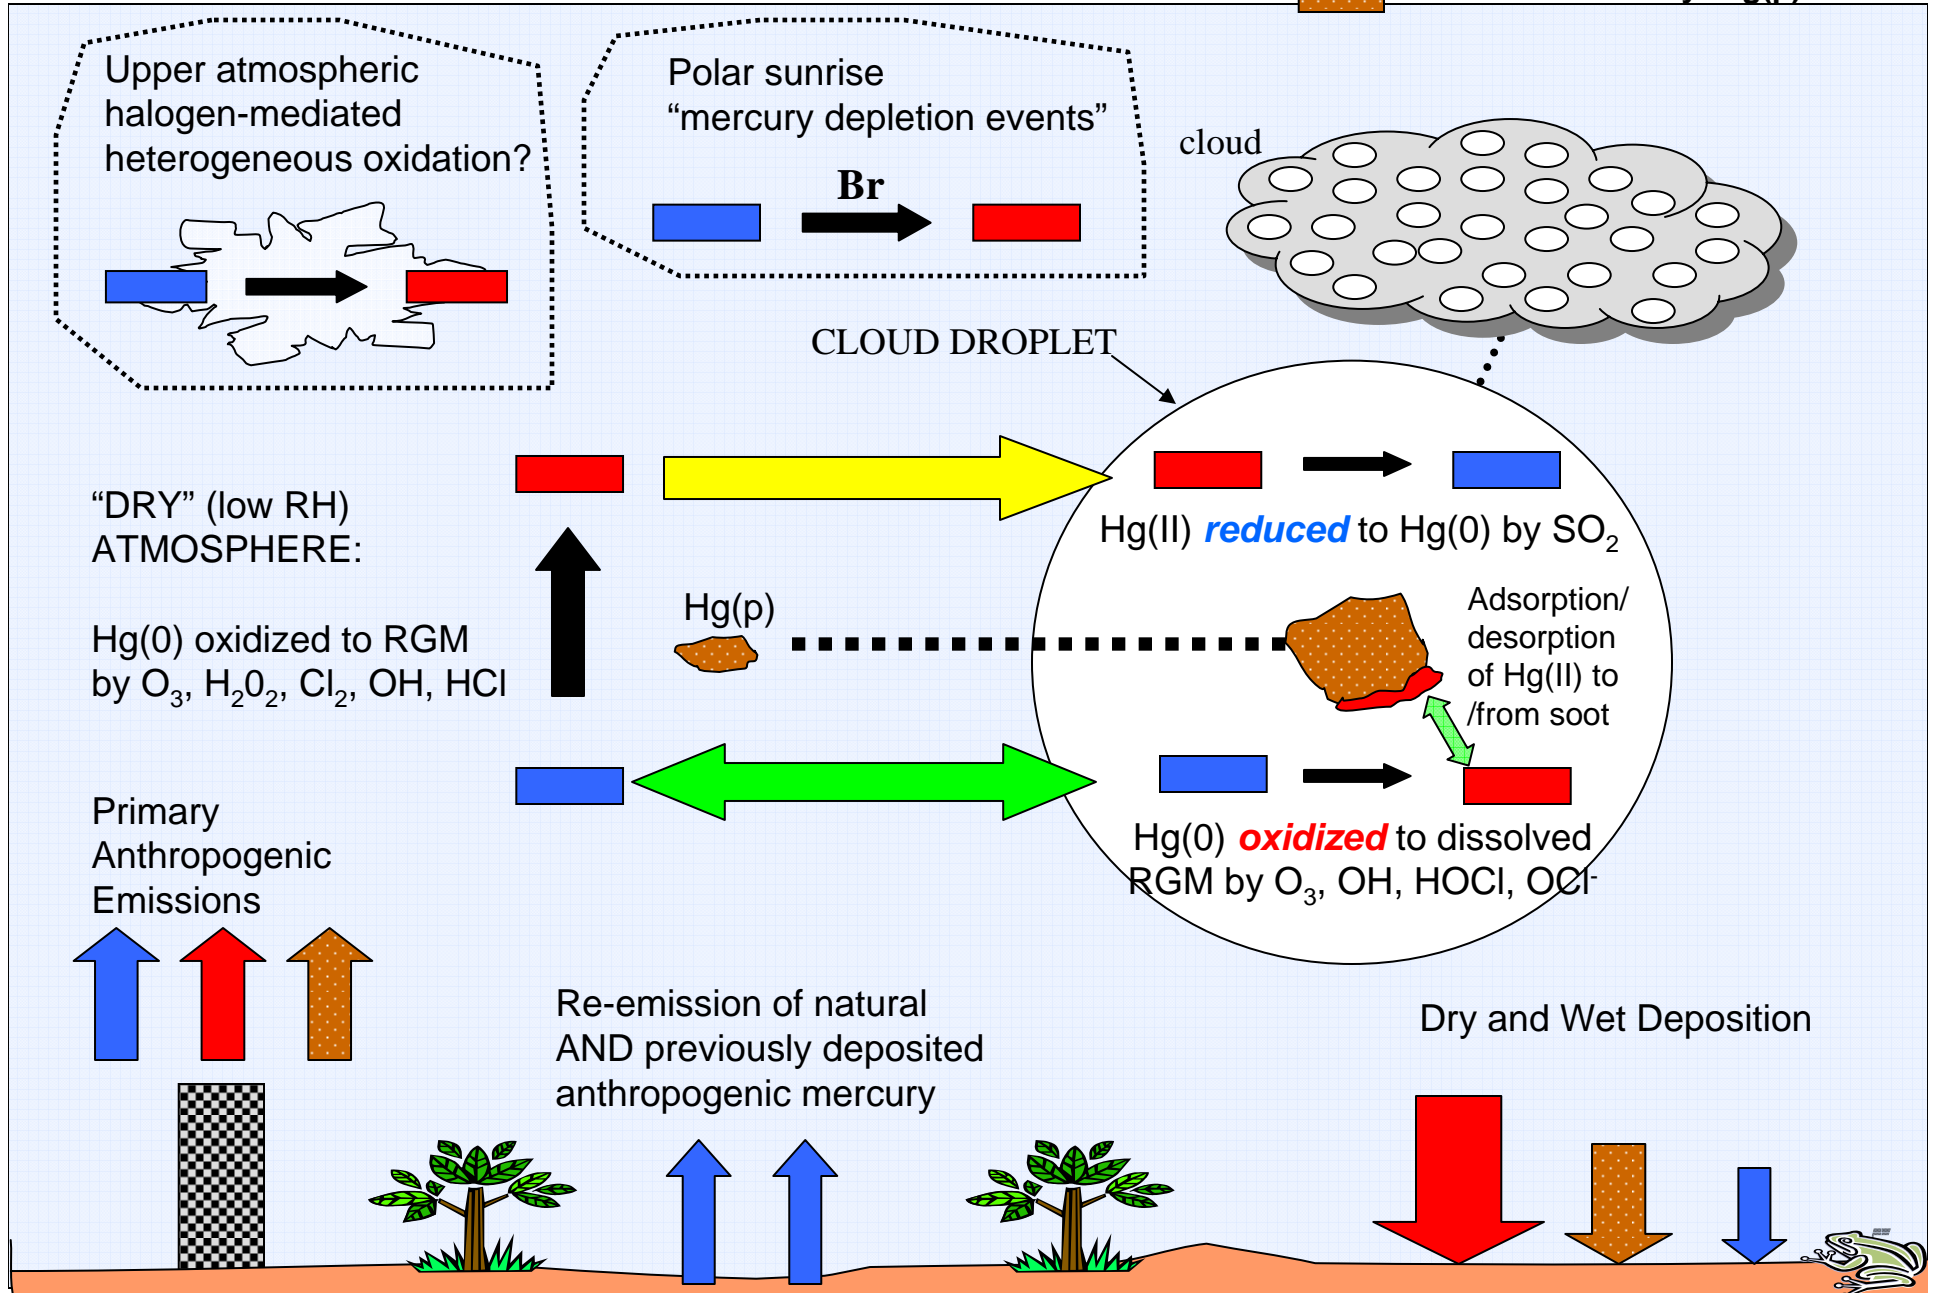 Hg(p)
Upper atmospheric
halogen-mediated
heterogeneous oxidation?
Polar sunrise
“mercury depletion events”
Br
cloud
CLOUD DROPLET
“DRY” (low RH)
ATMOSPHERE:
Hg(0) oxidized to RGM
by O3, H202, Cl2, OH, HCl
Hg(p)
Hg(II) reduced to Hg(0) by SO2
Adsorption/
desorption
of Hg(II) to
/from soot
Hg(0) oxidized to dissolved
RGM by O3, OH, HOCl, OCl-
Primary
Anthropogenic
Emissions
Re-emission of natural
AND previously deposited
anthropogenic mercury
Dry and Wet Deposition